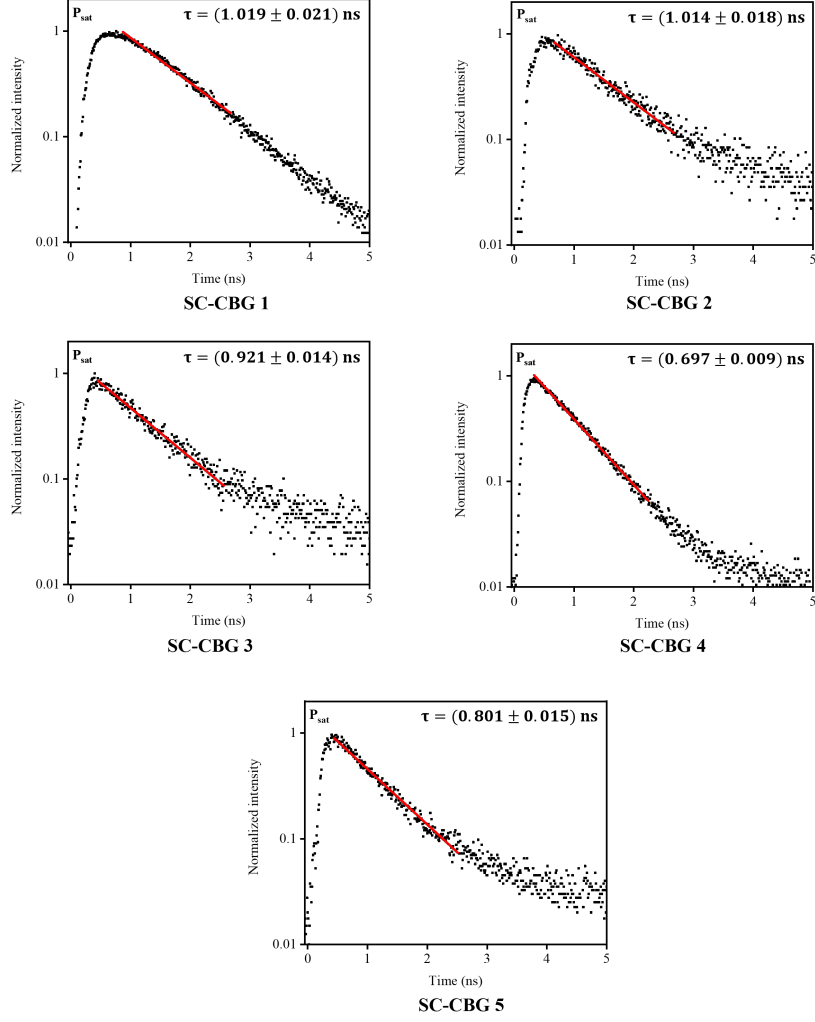 P_sat τ = (1.019 ± 0.021) ns
Normalized intensity
1
0.1
0.01
0 1 2 3 4 5
Time (ns)
SC-CBG 1
P_sat τ = (1.014 ± 0.018) ns
Normalized intensity
1
0.1
0.01
0 1 2 3 4 5
Time (ns)
SC-CBG 2
P_sat τ = (0.921 ± 0.014) ns
Normalized intensity
1
0.1
0.01
0 1 2 3 4 5
Time (ns)
SC-CBG 3
P_sat τ = (0.697 ± 0.009) ns
Normalized intensity
1
0.1
0.01
0 1 2 3 4 5
Time (ns)
SC-CBG 4
P_sat τ = (0.801 ± 0.015) ns
Normalized intensity
1
0.1
0.01
0 1 2 3 4 5
Time (ns)
SC-CBG 5